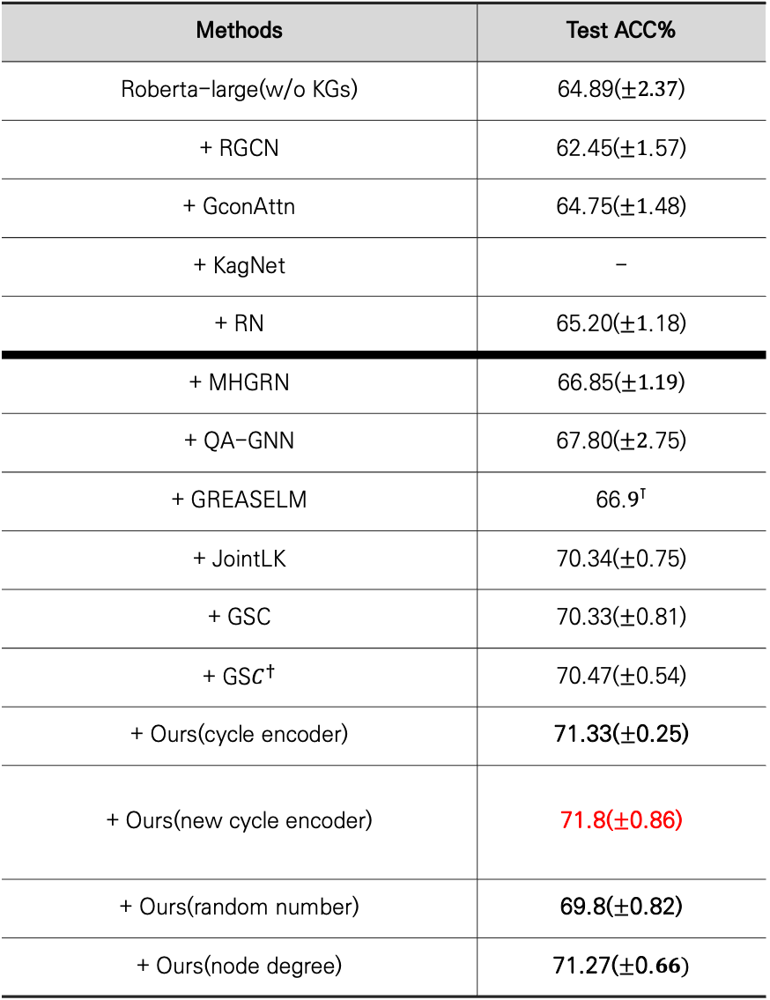 Methods Test ACC%
Roberta-large(w/o KGs) 64.89(±2.37)
+ RGCN 62.45(±1.57)
+ GconAttn 64.75(±1.48)
+ KagNet -
+ RN 65.20(±1.18)
+ MHGRN 66.85(±1.19)
+ QA-GNN 67.80(±2.75)
+ GREASELM 66.9⊺
+ JointLK 70.34(±0.75)
+ GSC 70.33(±0.81)
+ GSC† 70.47(±0.54)
+ Ours(cycle encoder) 71.33(±0.25)
+ Ours(new cycle encoder) 71.8(±0.86)
+ Ours(random number) 69.8(±0.82)
+ Ours(node degree) 71.27(±0.66)